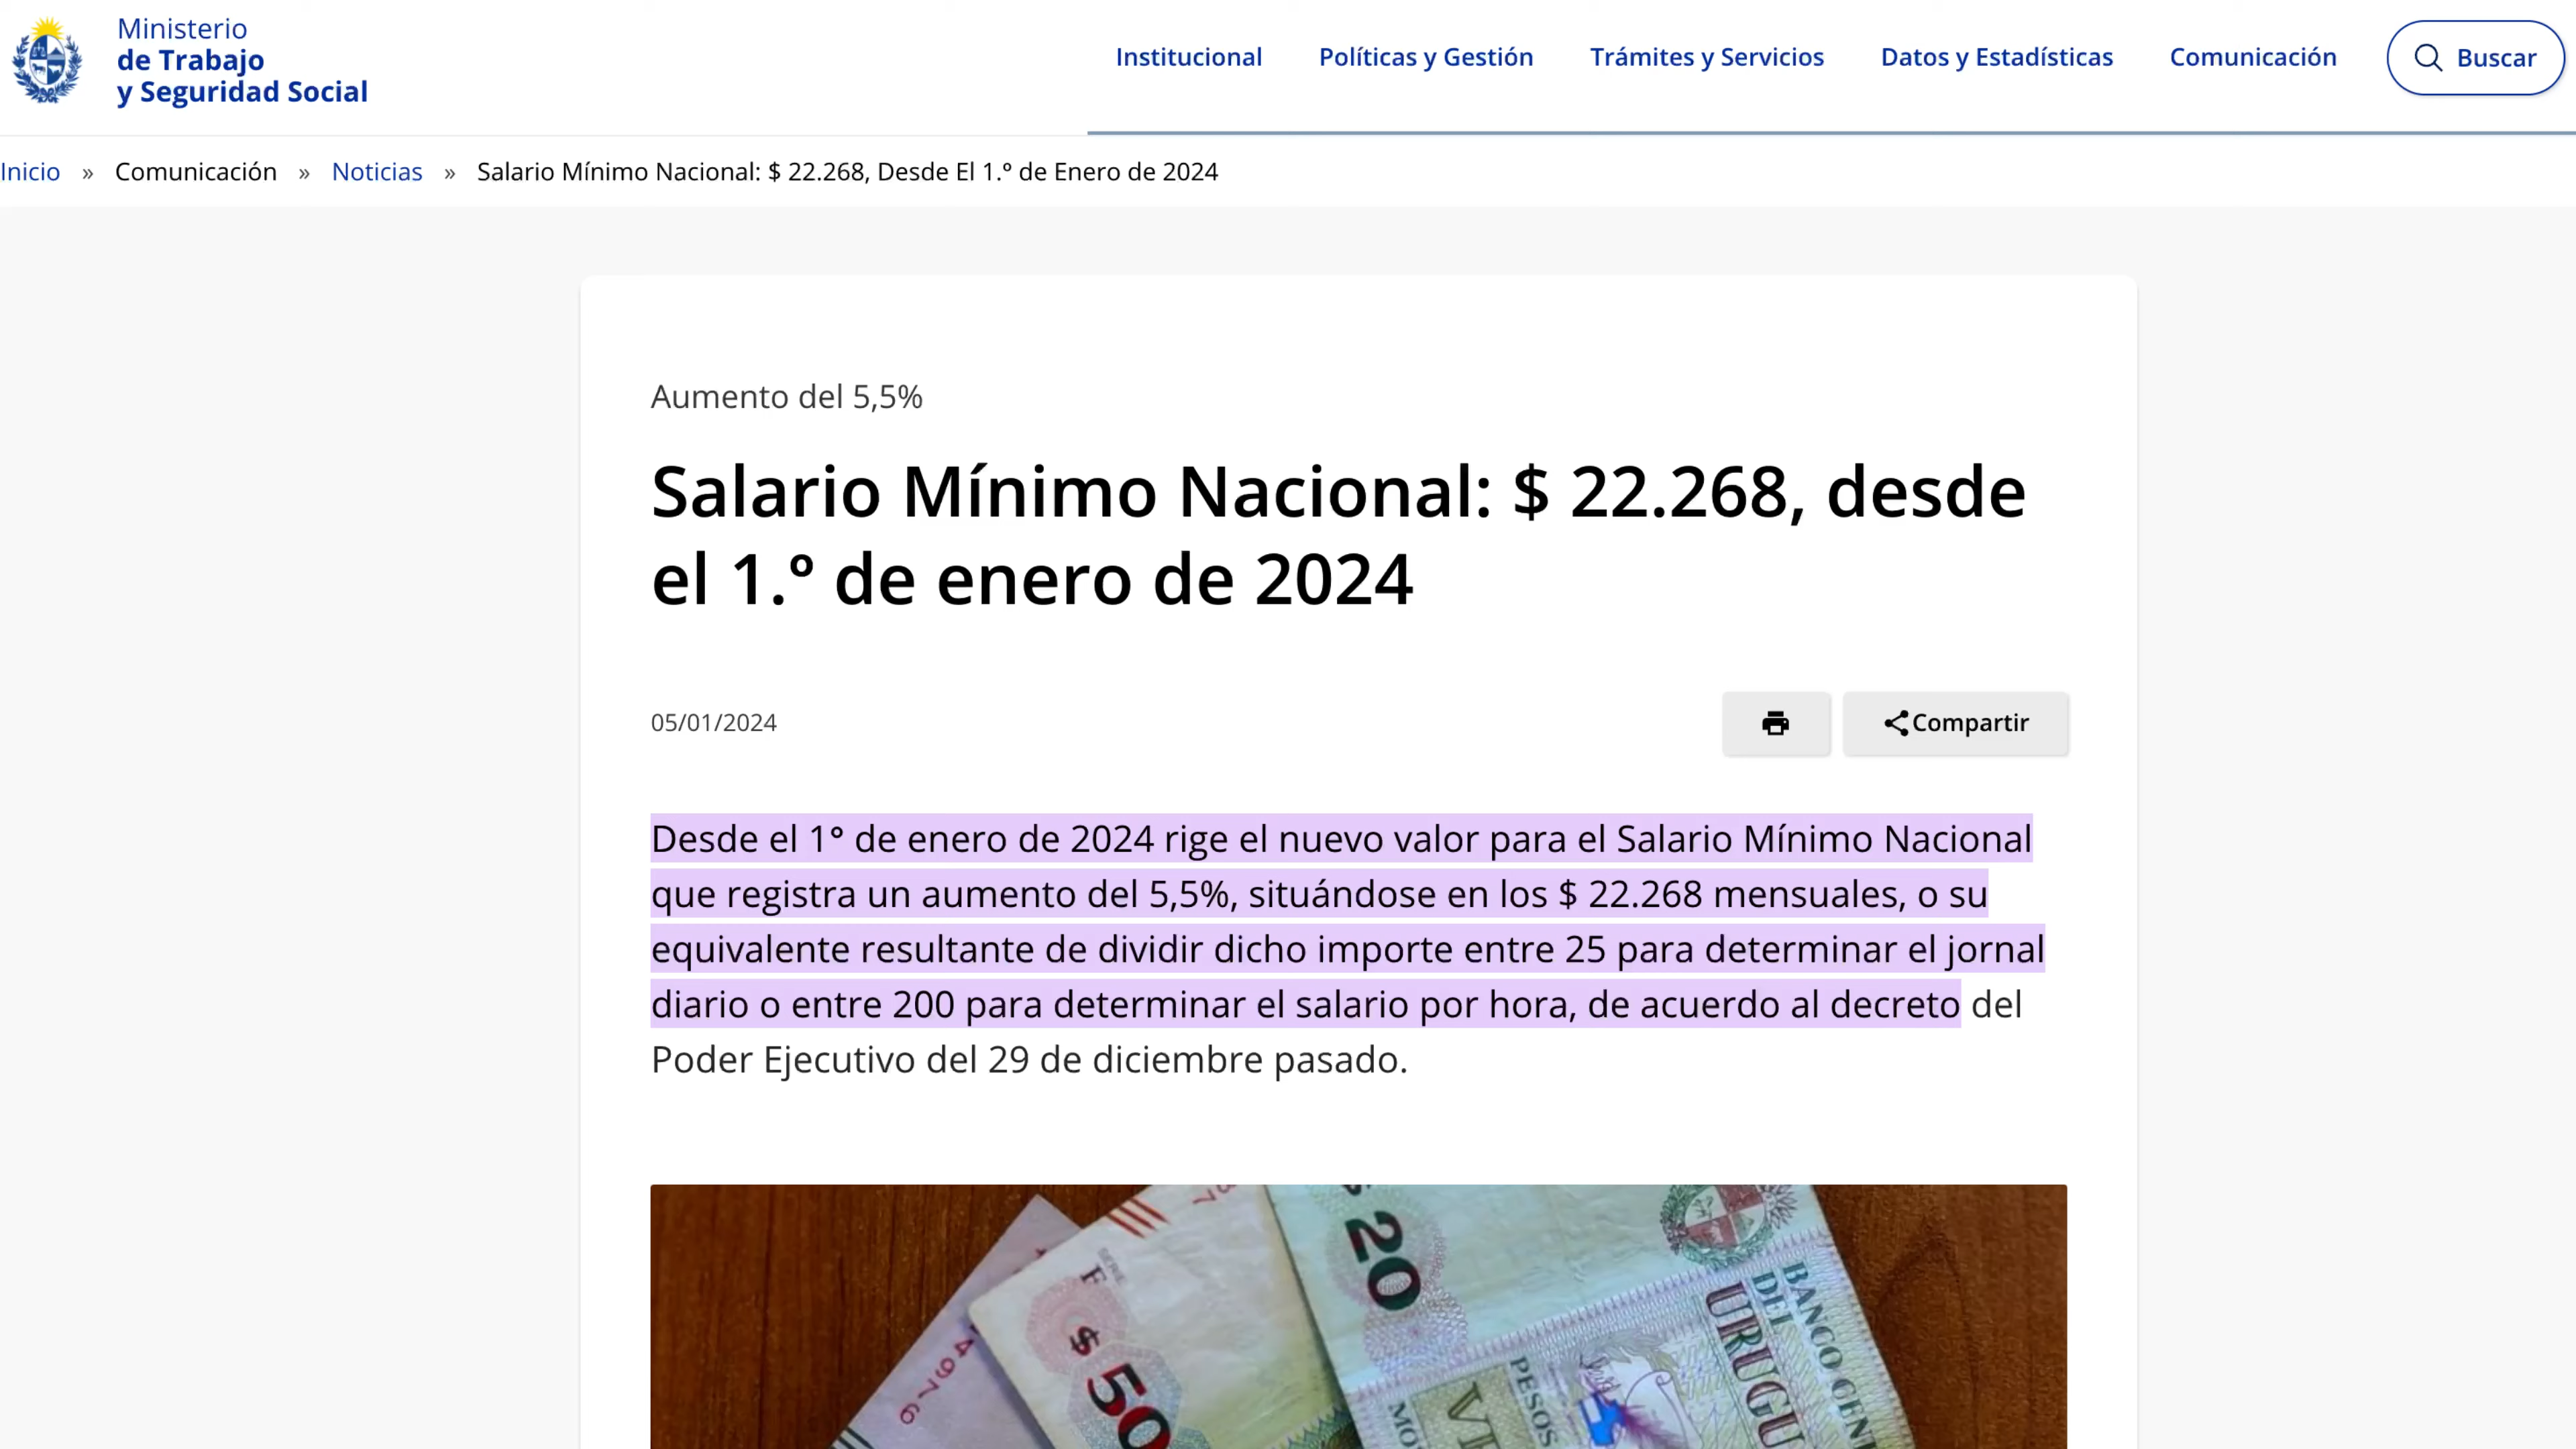 Ministerio
de Trabajo
y Seguridad Social
Institucional
Políticas y Gestión
Trámites y Servicios
Datos y Estadísticas
Comunicación
Buscar
Inicio » Comunicación » Noticias » Salario Mínimo Nacional: $ 22.268, Desde El 1.º de Enero de 2024
Aumento del 5,5%
Salario Mínimo Nacional: $ 22.268, desde
el 1.º de enero de 2024
05/01/2024
Compartir
Desde el 1° de enero de 2024 rige el nuevo valor para el Salario Mínimo Nacional
que registra un aumento del 5,5%, situándose en los $ 22.268 mensuales, o su
equivalente resultante de dividir dicho importe entre 25 para determinar el jornal
diario o entre 200 para determinar el salario por hora, de acuerdo al decreto del
Poder Ejecutivo del 29 de diciembre pasado.
20
SERIE
F
$ 50
4976
BANCO
DEL
PESOS